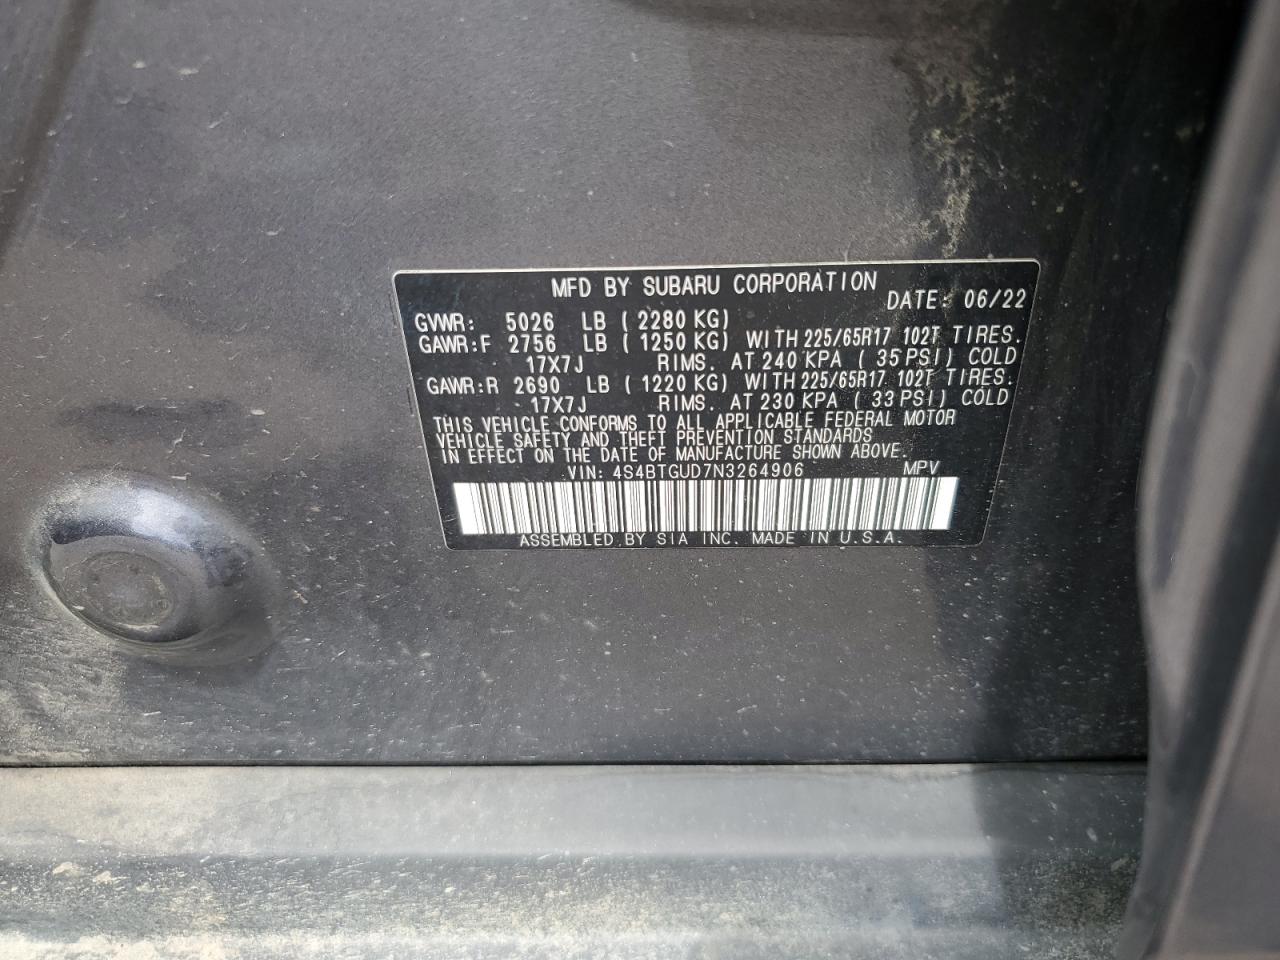 MFD BY SUBARU CORPORATION
DATE: 06/22
GVWR: 5026 LB ( 2280 KG)
GAWR:F 2756 LB ( 1250 KG) WITH 225/65R17 102T TIRES.
17X7J RIMS. AT 240 KPA ( 35 PSI) COLD
GAWR:R 2690 LB ( 1220 KG) WITH 225/65R17 102T TIRES.
17X7J RIMS. AT 230 KPA ( 33 PSI) COLD
THIS VEHICLE CONFORMS TO ALL APPLICABLE FEDERAL MOTOR
VEHICLE SAFETY AND THEFT PREVENTION STANDARDS
IN EFFECT ON THE DATE OF MANUFACTURE SHOWN ABOVE.
VIN: 4S4BTGUD7N3264906 MPV
ASSEMBLED BY SIA INC. MADE IN U.S.A.